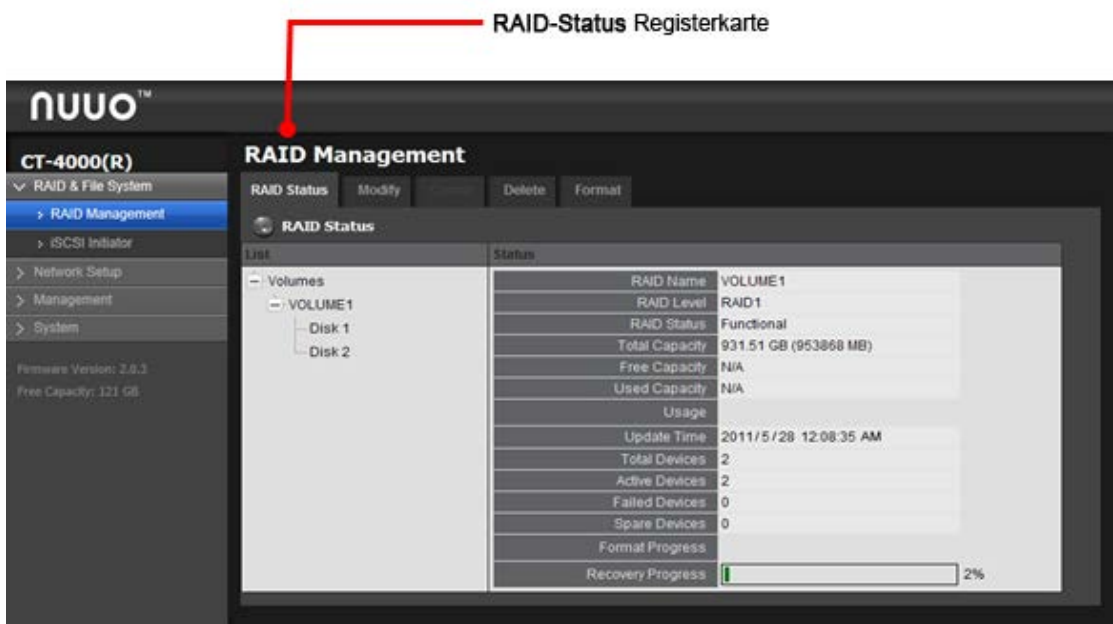 RAID-Status Registerkarte
nuuo™
CT-4000(R)
RAID & File System
RAID Management
iSCSI Initiator
Network Setup
Management
System
Firmware Version: 2.0.3
Free Capacity: 121 GB
RAID Management
RAID Status Modify Delete Format
RAID Status
List Status
Volumes
VOLUME1
Disk 1
Disk 2
RAID Name VOLUME1
RAID Level RAID1
RAID Status Functional
Total Capacity 931.51 GB (953868 MB)
Free Capacity N/A
Used Capacity N/A
Usage
Update Time 2011/5/28 12:08:35 AM
Total Devices 2
Active Devices 2
Failed Devices 0
Spare Devices 0
Format Progress
Recovery Progress 2%